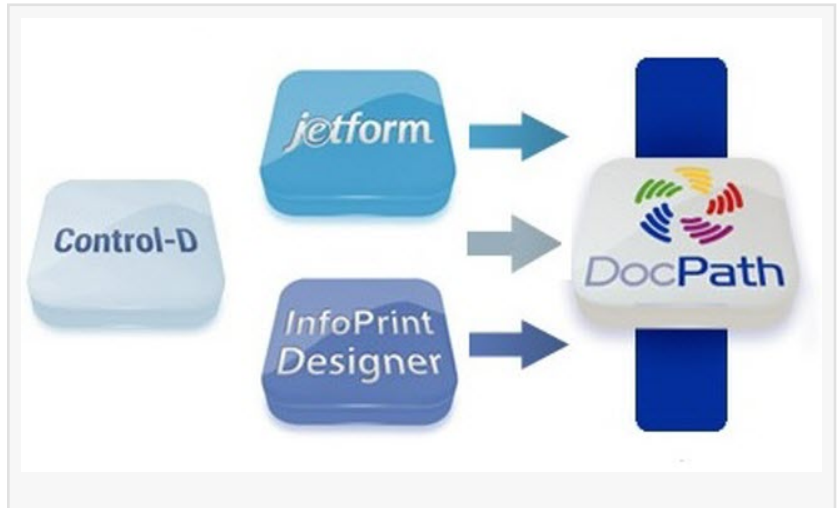 jetform
Control-D
DocPath
InfoPrint
Designer